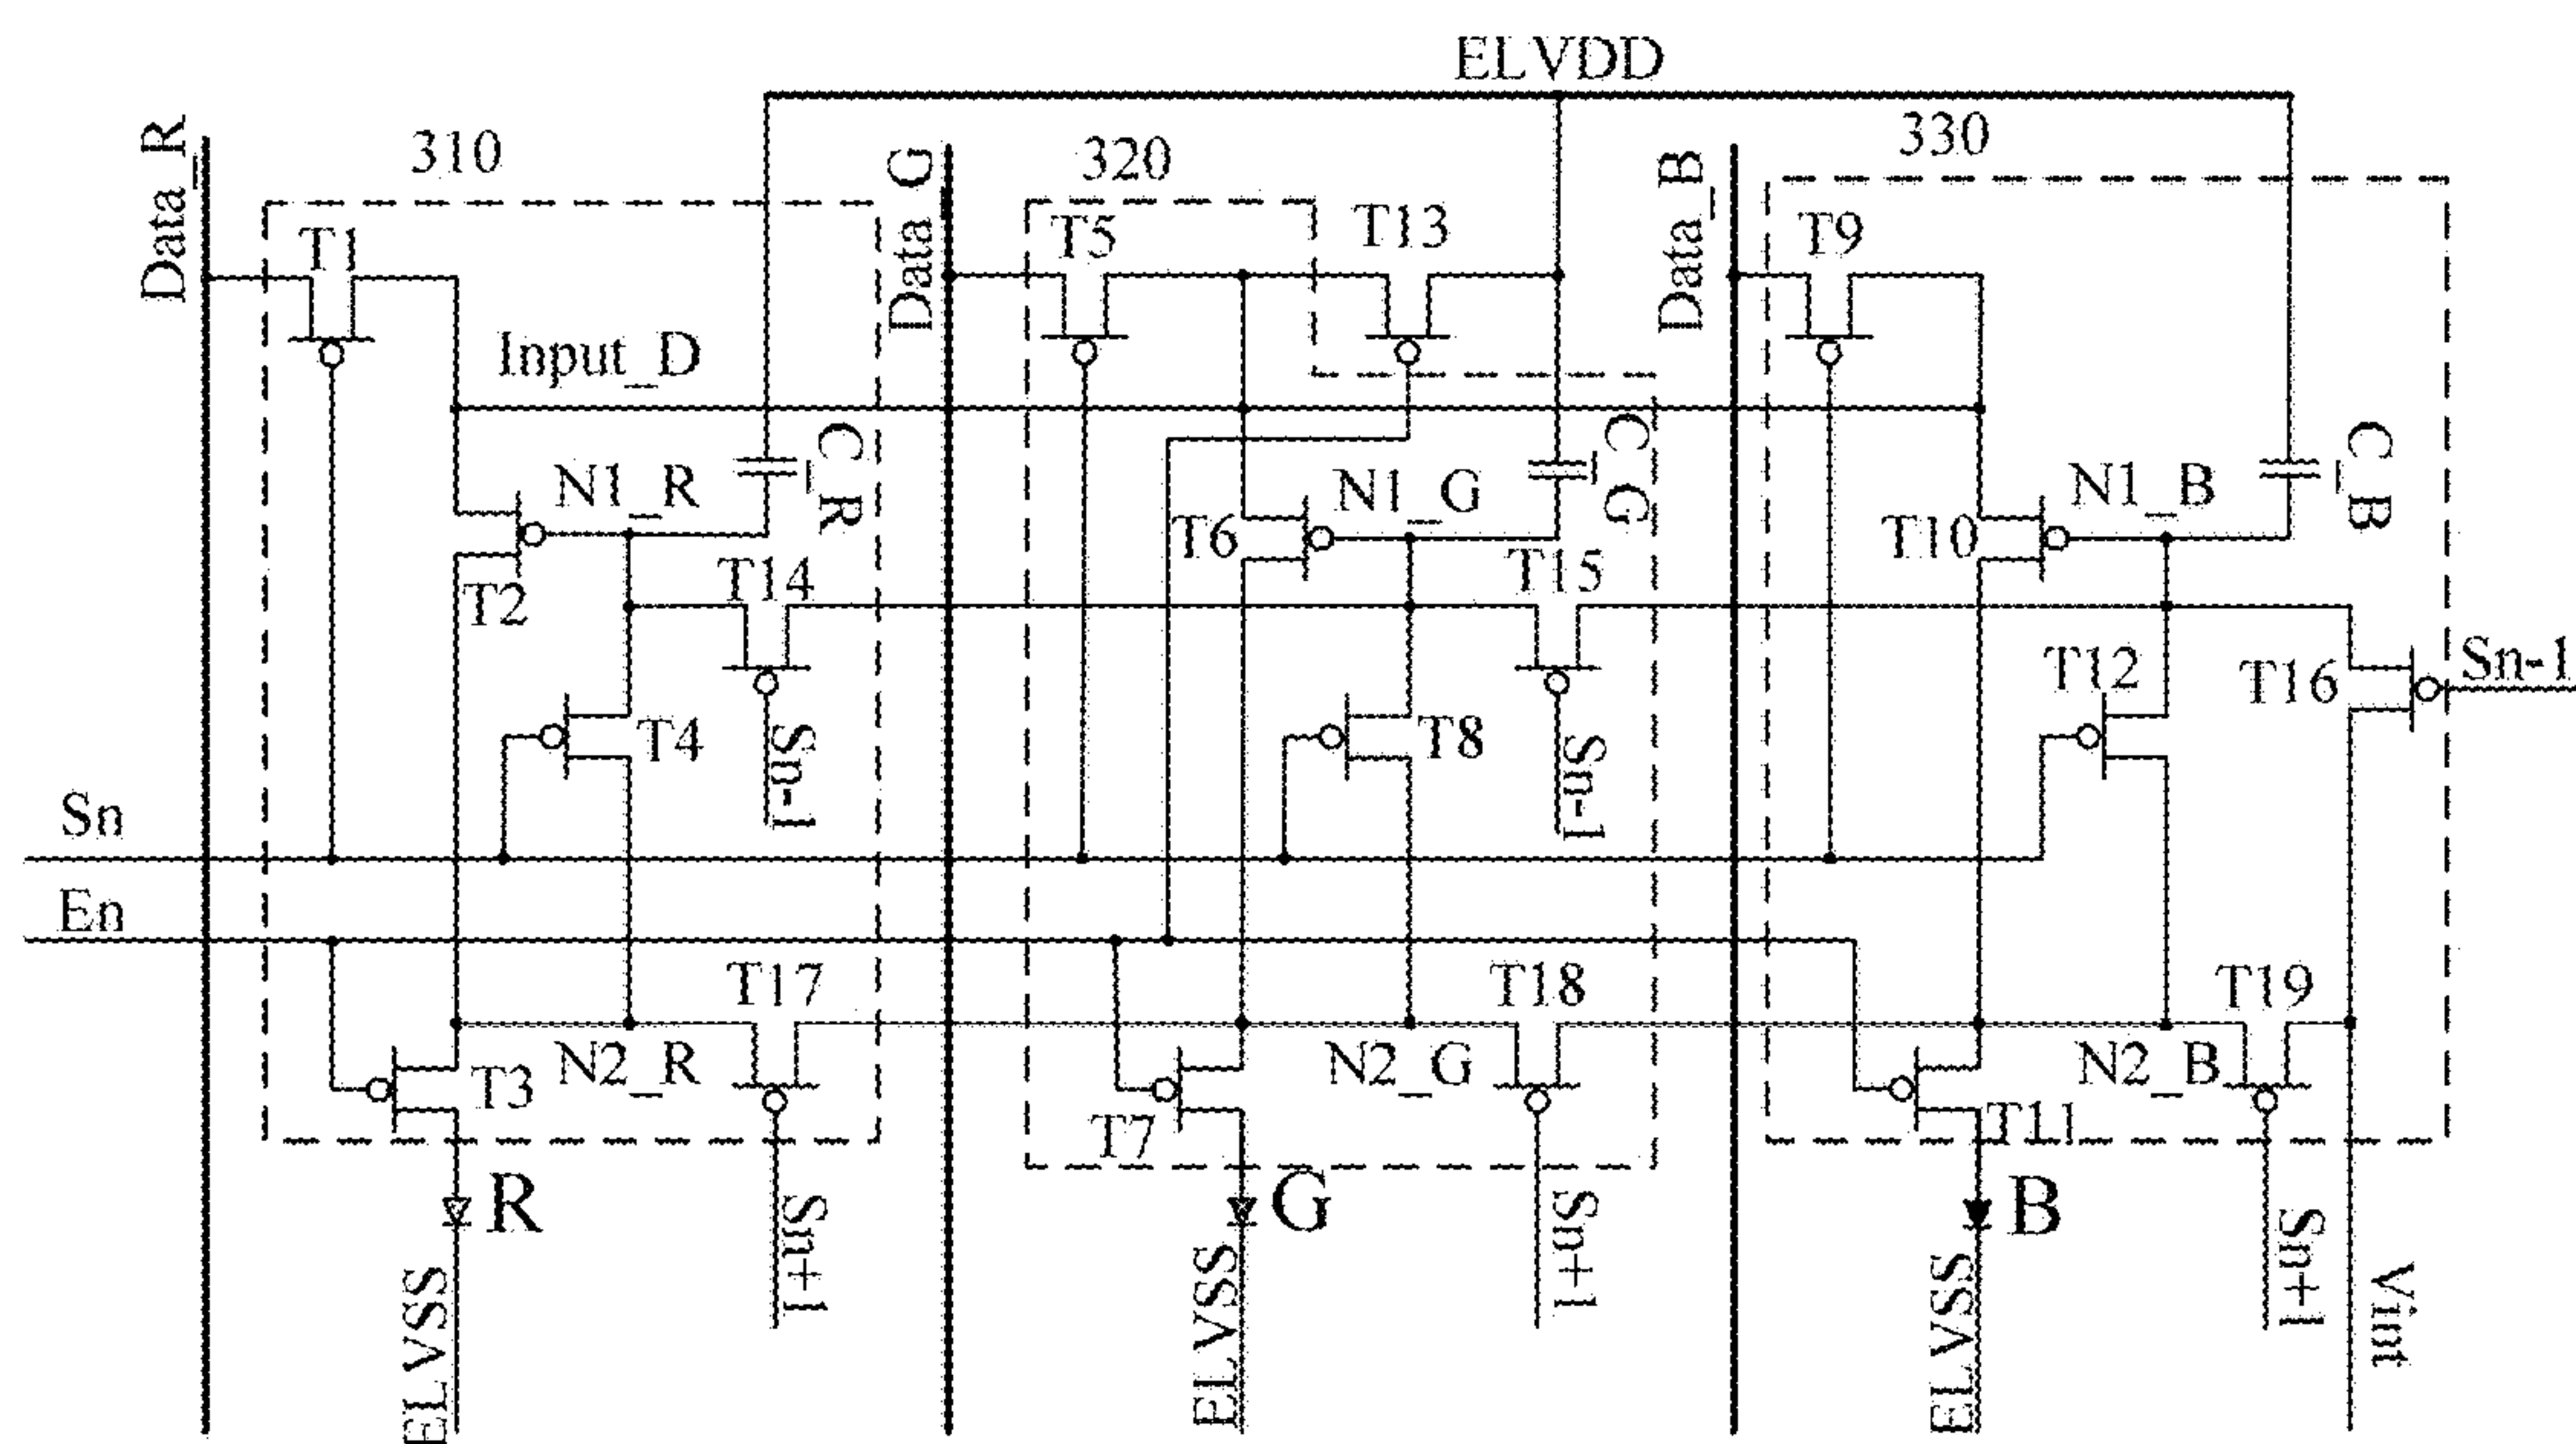 ELVDD
Data_R
310
Data_G
320
Data_B
330
T1
T5
T13
T9
Input_D
C_R
C_G
C_B
N1_R
N1_G
N1_B
T2
T6
T10
T14
T15
T16
Sn-1
T4
T8
T12
Sn-1
Sn-1
Sn
En
T17
T18
T19
T3
N2_R
T7
N2_G
T11
N2_B
R
G
B
Sn+1
Sn+1
Sn+1
ELVSS
ELVSS
ELVSS
Vint